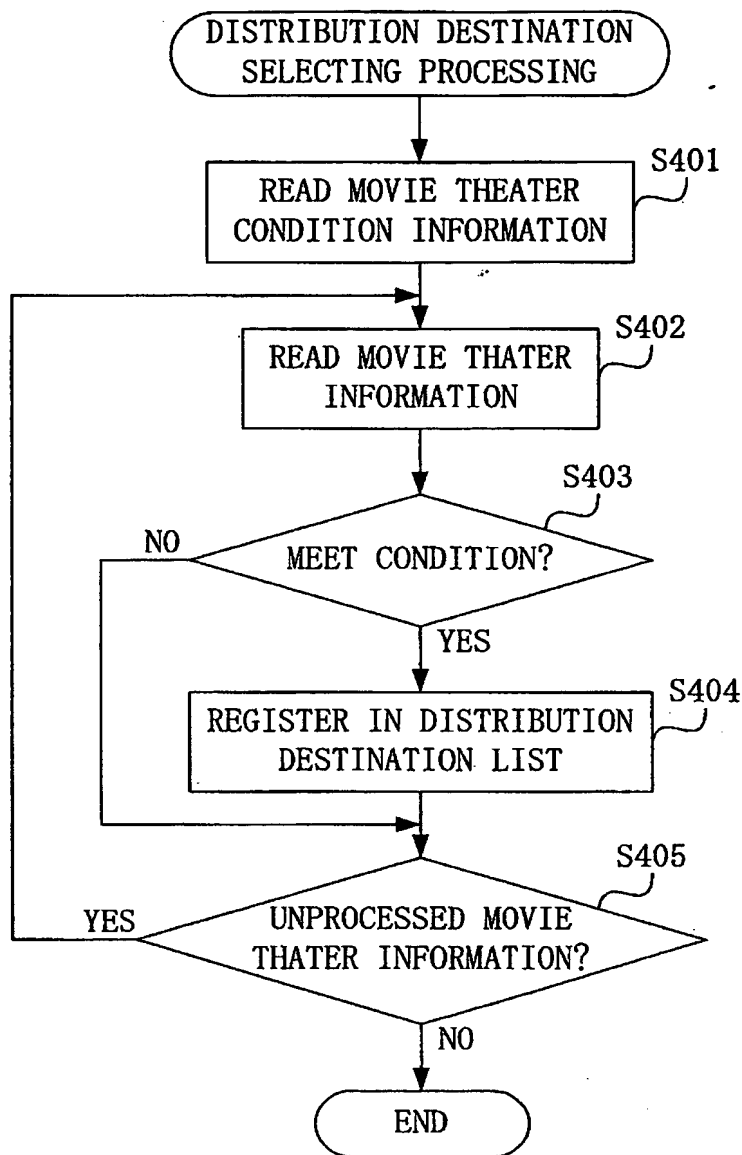 DISTRIBUTION DESTINATION
SELECTING PROCESSING
S401
READ MOVIE THEATER
CONDITION INFORMATION
S402
READ MOVIE THATER
INFORMATION
S403
NO
MEET CONDITION?
YES
S404
REGISTER IN DISTRIBUTION
DESTINATION LIST
S405
YES
UNPROCESSED MOVIE
THATER INFORMATION?
NO
END